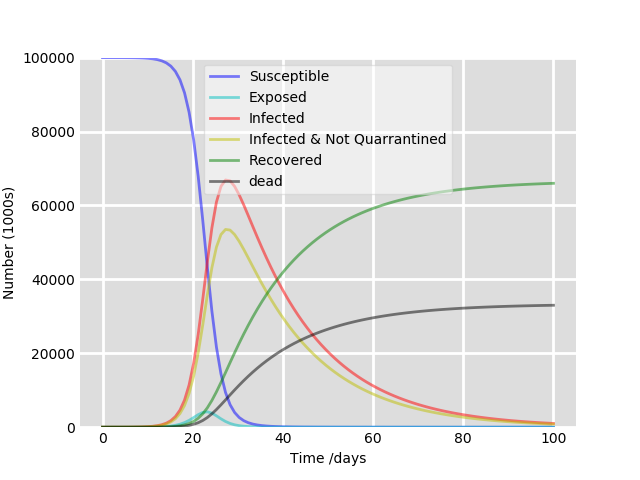 100000
80000
60000
40000
20000
0
Number (1000s)
Susceptible
Exposed
Infected
Infected & Not Quarrantined
Recovered
dead
0 20 40 60 80 100
Time /days